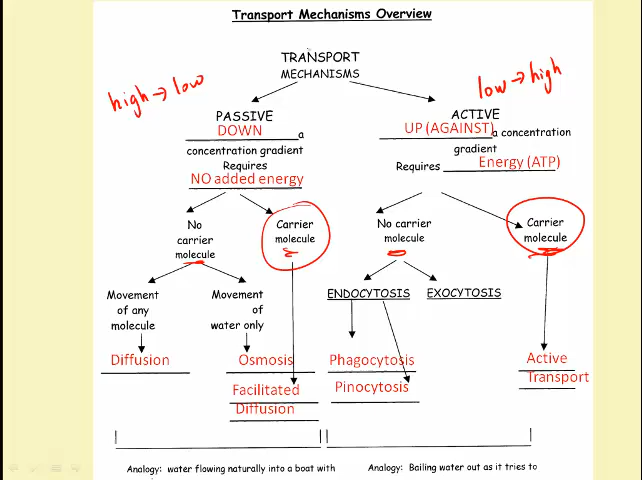 Transport Mechanisms Overview
TRANSPORT
MECHANISMS
high → low
low → high
PASSIVE
DOWN a
concentration gradient
Requires
NO added energy
ACTIVE
UP (AGAINST) a concentration
gradient
Requires Energy (ATP)
No
carrier
molecule
Carrier
molecule
No carrier
molecule
Carrier
molecule
Movement
of any
molecule
Movement
of
water only
ENDOCYTOSIS
EXOCYTOSIS
Diffusion
Osmosis
Facilitated
Diffusion
Phagocytosis
Pinocytosis
Active
Transport
Analogy: water flowing naturally into a boat with
Analogy: Bailing water out as it tries to